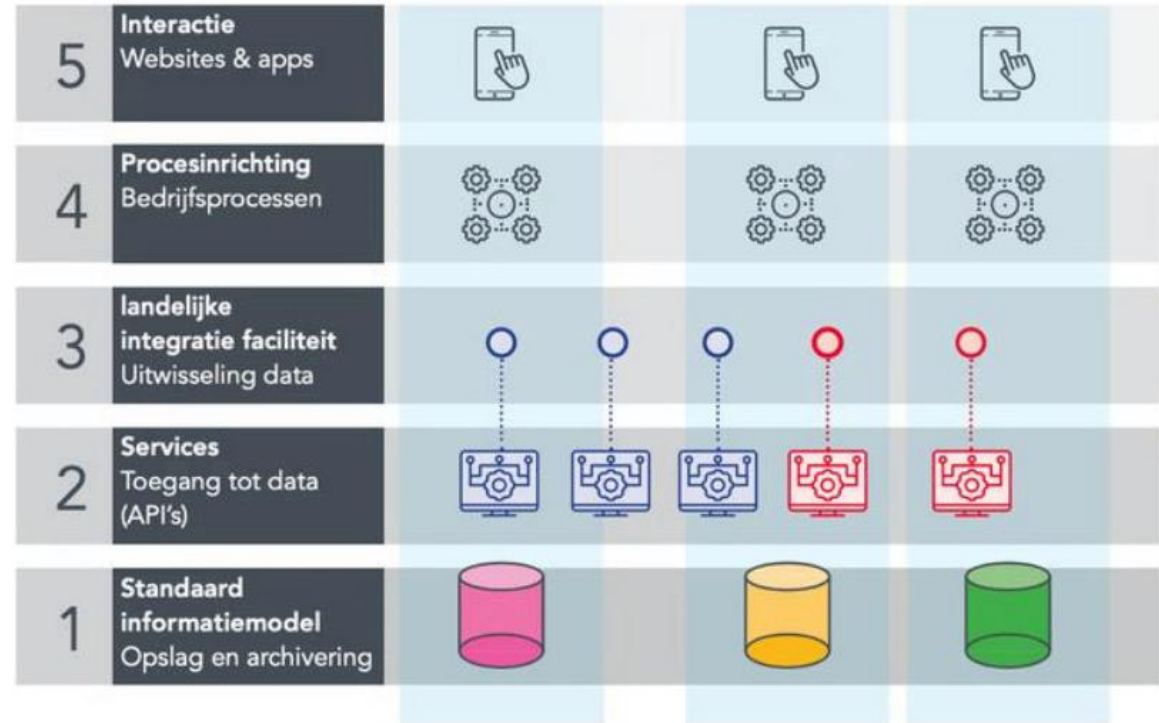 5
Interactie
Websites & apps
4
Procesinrichting
Bedrijfsprocessen
3
landelijke
integratie faciliteit
Uitwisseling data
2
Services
Toegang tot data
(API's)
1
Standaard
informatiemodel
Opslag en archivering